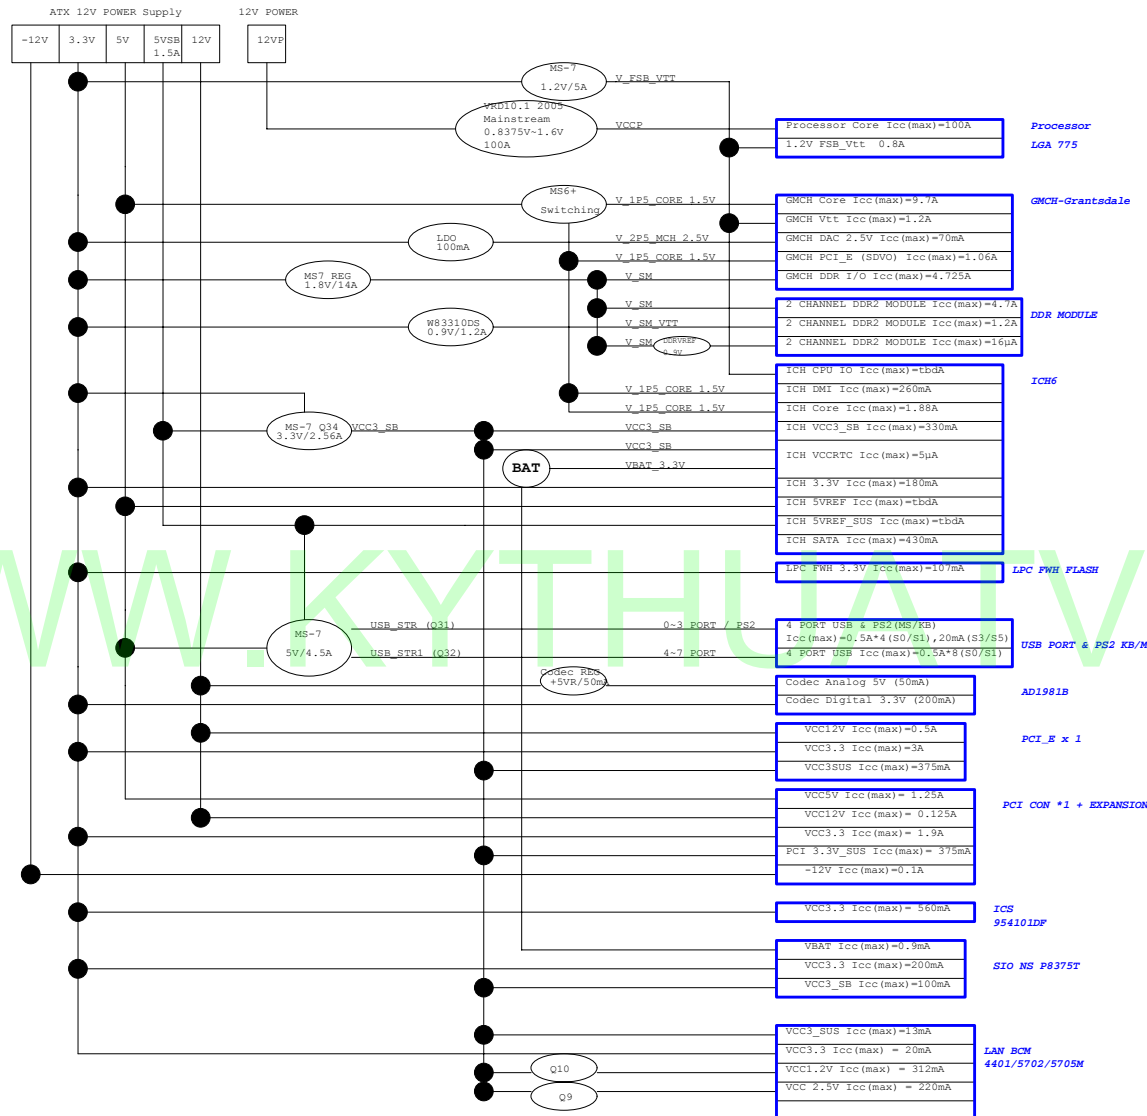 ATX 12V POWER Supply
12V POWER
-12V
3.3V
5V
5VSB
1.5A
12V
12VP
MS-7
1.2V/5A
V_FSB_VTT
VRD10.1 2005
Mainstream
0.8375V~1.6V
100A
VCCP
Processor Core Icc(max)=100A
1.2V FSB_Vtt 0.8A
Processor
LGA 775
MS6+
Switching
V_1P5_CORE 1.5V
GMCH Core Icc(max)=9.7A
GMCH-Grantsdale
GMCH Vtt Icc(max)=1.2A
LDO
100mA
V_2P5_MCH 2.5V
GMCH DAC 2.5V Icc(max)=70mA
V_1P5_CORE 1.5V
GMCH PCI_E (SDVO) Icc(max)=1.06A
MS7 REG
1.8V/14A
V_SM
GMCH DDR I/O Icc(max)=4.725A
V_SM
2 CHANNEL DDR2 MODULE Icc(max)=4.7A
DDR MODULE
W83310DS
0.9V/1.2A
V_SM_VTT
2 CHANNEL DDR2 MODULE Icc(max)=1.2A
V_SM
DDRVREF
0.9V
2 CHANNEL DDR2 MODULE Icc(max)=16µA
ICH CPU IO Icc(max)=tbdA
ICH6
V_1P5_CORE 1.5V
ICH DMI Icc(max)=260mA
V_1P5_CORE 1.5V
ICH Core Icc(max)=1.88A
MS-7 Q34
3.3V/2.56A
VCC3_SB
VCC3_SB
ICH VCC3_SB Icc(max)=330mA
VCC3_SB
ICH VCCRTC Icc(max)=5µA
BAT
VBAT_3.3V
ICH 3.3V Icc(max)=180mA
ICH 5VREF Icc(max)=tbdA
ICH 5VREF_SUS Icc(max)=tbdA
ICH SATA Icc(max)=430mA
LPC FWH 3.3V Icc(max)=107mA
LPC FWH FLASH
WW.KYTHUATV
MS-7
5V/4.5A
USB_STR (Q31)
0~3 PORT / PS2
4 PORT USB & PS2(MS/KB)
Icc(max)=0.5A*4(S0/S1),20mA(S3/S5)
USB PORT & PS2 KB/M
USB_STR1 (Q32)
4~7 PORT
4 PORT USB Icc(max)=0.5A*8(S0/S1)
Codec REG
+5VR/50mA
Codec Analog 5V (50mA)
AD1981B
Codec Digital 3.3V (200mA)
VCC12V Icc(max)=0.5A
PCI_E x 1
VCC3.3 Icc(max)=3A
VCC3SUS Icc(max)=375mA
VCC5V Icc(max)= 1.25A
PCI CON *1 + EXPANSION
VCC12V Icc(max)= 0.125A
VCC3.3 Icc(max)= 1.9A
PCI 3.3V_SUS Icc(max)= 375mA
-12V Icc(max)=0.1A
VCC3.3 Icc(max)= 560mA
ICS
954101DF
VBAT Icc(max)=0.9mA
VCC3.3 Icc(max)=200mA
SIO NS P8375T
VCC3_SB Icc(max)=100mA
VCC3_SUS Icc(max)=13mA
VCC3.3 Icc(max) = 20mA
LAN BCM
4401/5702/5705M
Q10
VCC1.2V Icc(max) = 312mA
Q9
VCC 2.5V Icc(max) = 220mA